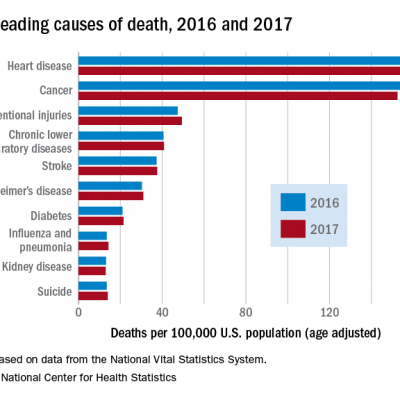 eading causes of death, 2016 and 2017
Heart disease
Cancer
entional injuries
Chronic lower
ratory diseases
Stroke
eimer's disease
Diabetes
Influenza and
pneumonia
Kidney disease
Suicide
2016
2017
0 40 80 120
Deaths per 100,000 U.S. population (age adjusted)
ased on data from the National Vital Statistics System.
National Center for Health Statistics